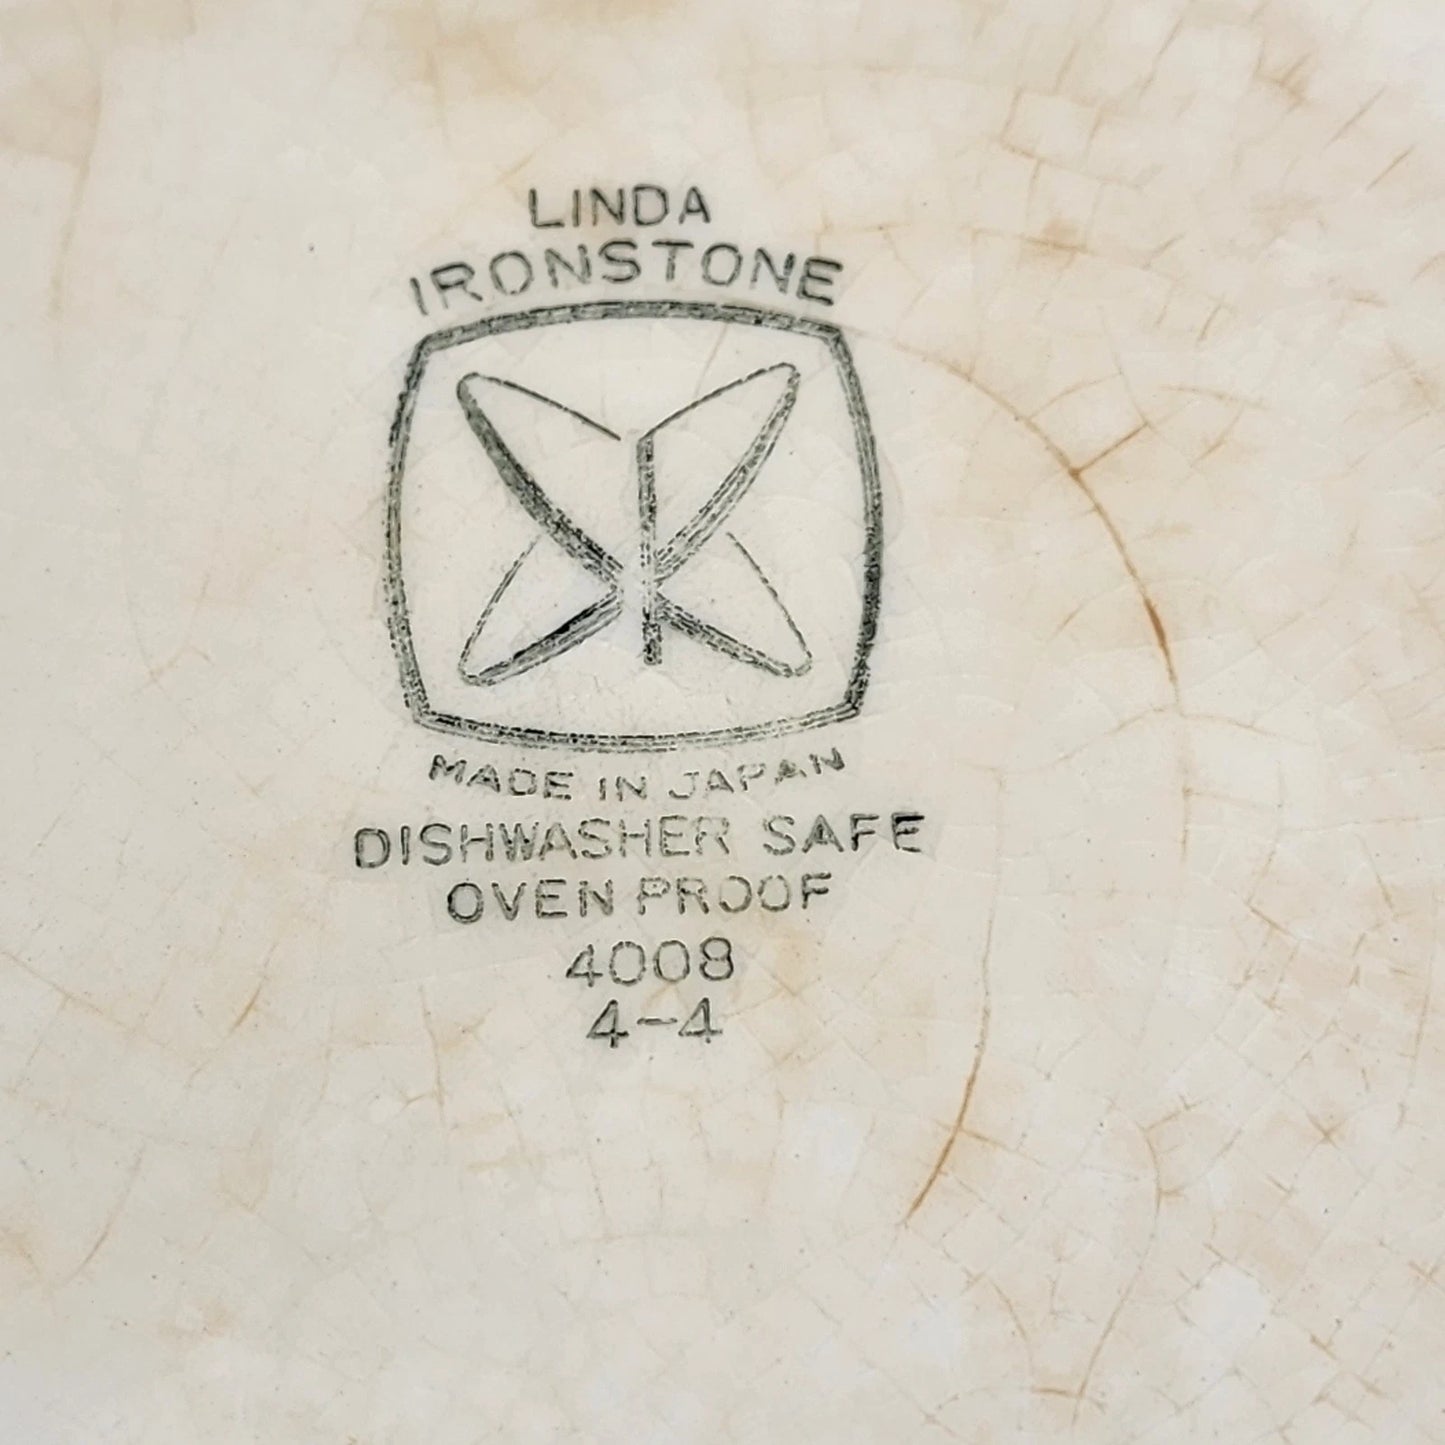 LINDA
IRONSTONE
MADE IN JAPAN
DISHWASHER SAFE
OVEN PROOF
4008
4-4